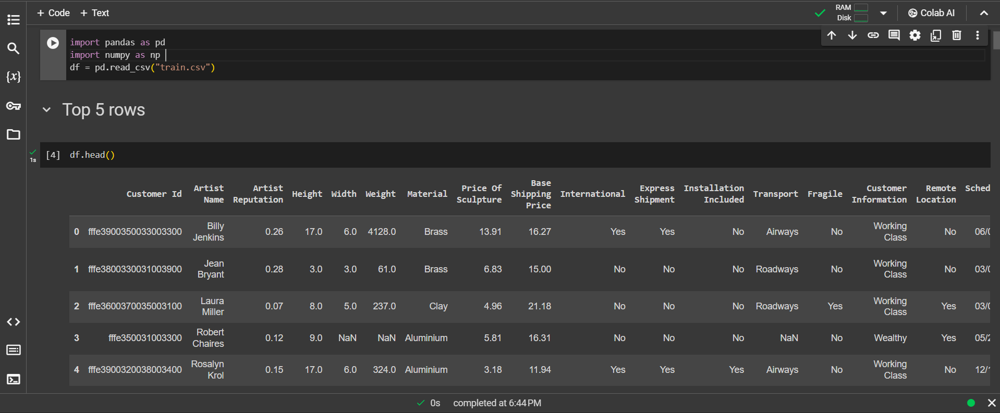 + Code + Text
RAM
Disk
Colab AI
import pandas as pd
import numpy as np
df = pd.read_csv("train.csv")
{x}
Top 5 rows
1s
[4] df.head()
Customer Id Artist Name Artist Reputation Height Width Weight Material Price Of Sculpture Base Shipping Price International Express Shipment Installation Included Transport Fragile Customer Information Remote Location Sched
0 fffe3900350033003300 Billy Jenkins 0.26 17.0 6.0 4128.0 Brass 13.91 16.27 Yes Yes No Airways No Working Class No 06/0
1 fffe3800330031003900 Jean Bryant 0.28 3.0 3.0 61.0 Brass 6.83 15.00 No No No Roadways No Working Class No 03/0
2 fffe3600370035003100 Laura Miller 0.07 8.0 5.0 237.0 Clay 4.96 21.18 No No No Roadways Yes Working Class Yes 03/0
3 fffe350031003300 Robert Chaires 0.12 9.0 NaN NaN Aluminium 5.81 16.31 No No No NaN No Wealthy Yes 05/2
4 fffe3900320038003400 Rosalyn Krol 0.15 17.0 6.0 324.0 Aluminium 3.18 11.94 Yes Yes Yes Airways No Working Class No 12/1
0s completed at 6:44 PM